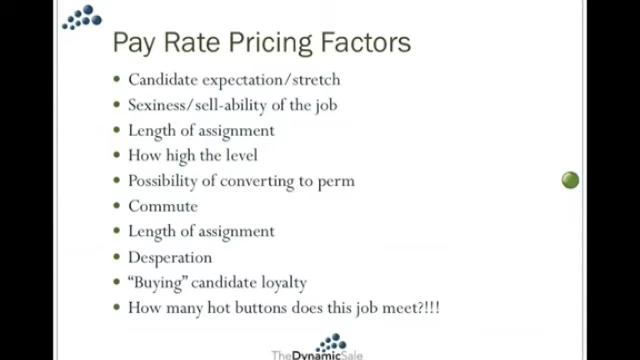 Pay Rate Pricing Factors
Candidate expectation/stretch
Sexiness/sell-ability of the job
Length of assignment
How high the level
Possibility of converting to perm
Commute
Length of assignment
Desperation
“Buying” candidate loyalty
How many hot buttons does this job meet?!!!
TheDynamicSale